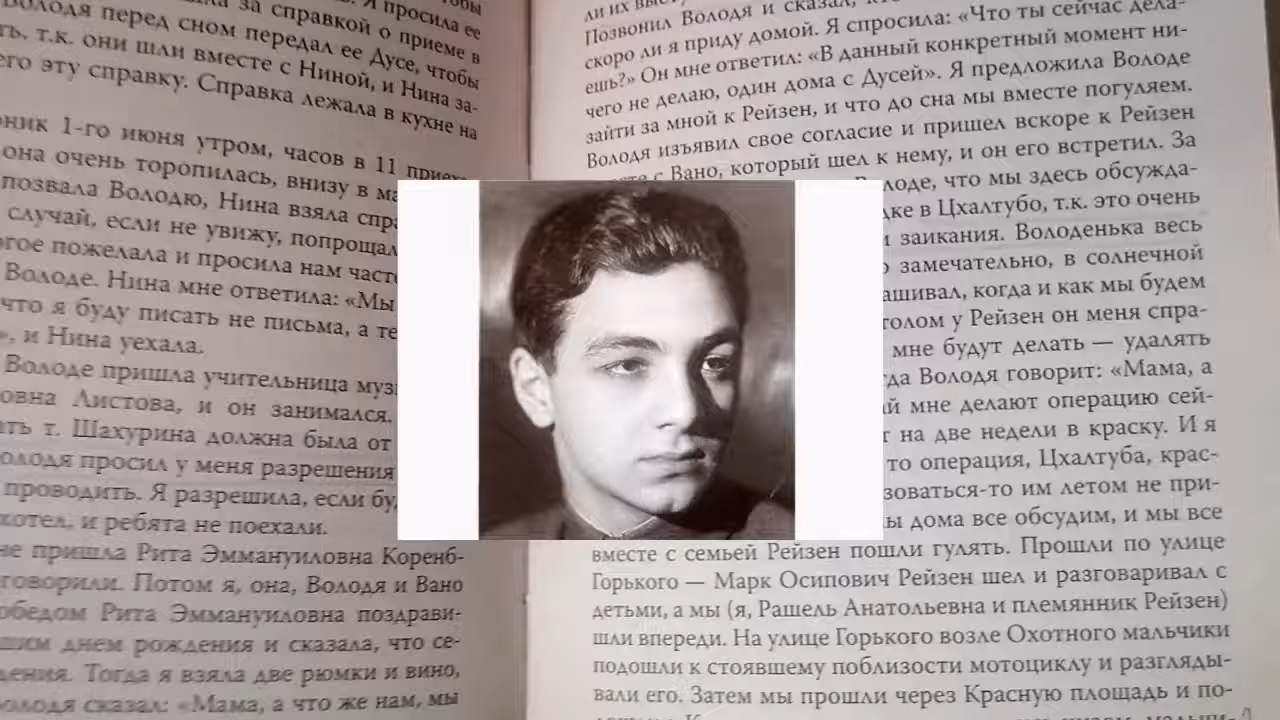 за справкой о приеме в
Володя перед сном передал ее Дусе, чтобы
т.к. они шли вместе с Ниной, и Нина за-
эту справку. Справка лежала в кухне на
1-го июня утром, часов в 11
она очень торопилась, внизу в
позвала Володю, Нина взяла
случай, если не увижу,
пожелала и просила нам
Володе. Нина мне ответила: «Мы
что я буду писать не письма, а
и Нина уехала.
Володе пришла учительница
Листова, и он занимался.
т. Шахурина должна была от
просил у меня разрешения
проводить. Я разрешила, если
хотел, и ребята не поехали.
пришла Рита Эммануиловна Коренб-
говорили. Потом я, она, Володя и Вано
обедом Рита Эммануиловна поздрави-
днем рождения и сказала, что се-
Тогда я взяла две рюмки и вино,
Володя сказал: «Мама, а что же нам, мы
Позвонил Володя и сказал,
скоро ли я приду домой. Я спросила: «Что ты сейчас дела-
ешь?» Он мне ответил: «В данный конкретный момент ни-
чего не делаю, один дома с Дусей». Я предложила Володе
зайти за мной к Рейзен, и что до сна мы вместе погуляем.
Володя изъявил свое согласие и пришел вскоре к Рейзен
с Вано, который шел к нему, и он его встретил. За
что мы здесь обсужда-
в Цхалтубо, т.к. это очень
заикания. Володенька весь
замечательно, в солнечной
когда и как мы будем
у Рейзен он меня спра-
мне будут делать — удалять
Володя говорит: «Мама, а
мне делают операцию сей-
на две недели в краску. И я
то операция, Цхалтуба, крас-
им летом не при-
дома все обсудим, и мы все
вместе с семьей Рейзен пошли гулять. Прошли по улице
Горького — Марк Осипович Рейзен шел и разговаривал с
детьми, а мы (я, Рашель Анатольевна и племянник Рейзен)
шли впереди. На улице Горького возле Охотного мальчики
подошли к стоявшему поблизости мотоциклу и разгляды-
вали его. Затем мы прошли через Красную площадь и по-